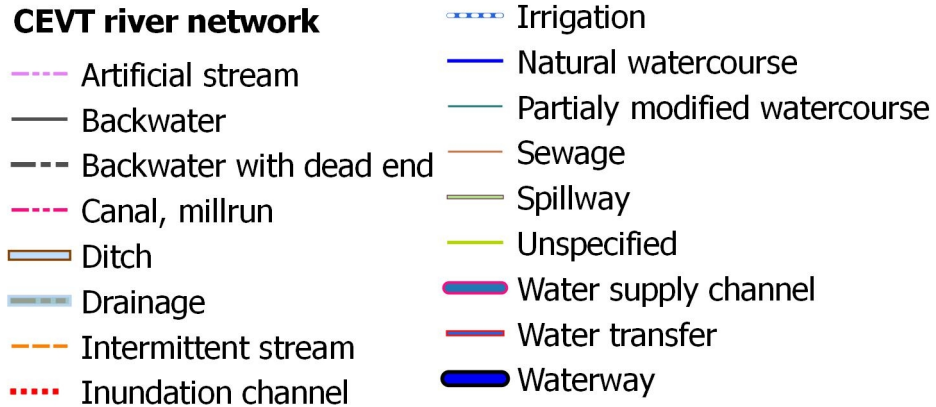 CEVT river network
Artificial stream
Backwater
Backwater with dead end
Canal, millrun
Ditch
Drainage
Intermittent stream
Inundation channel
Irrigation
Natural watercourse
Partialy modified watercourse
Sewage
Spillway
Unspecified
Water supply channel
Water transfer
Waterway